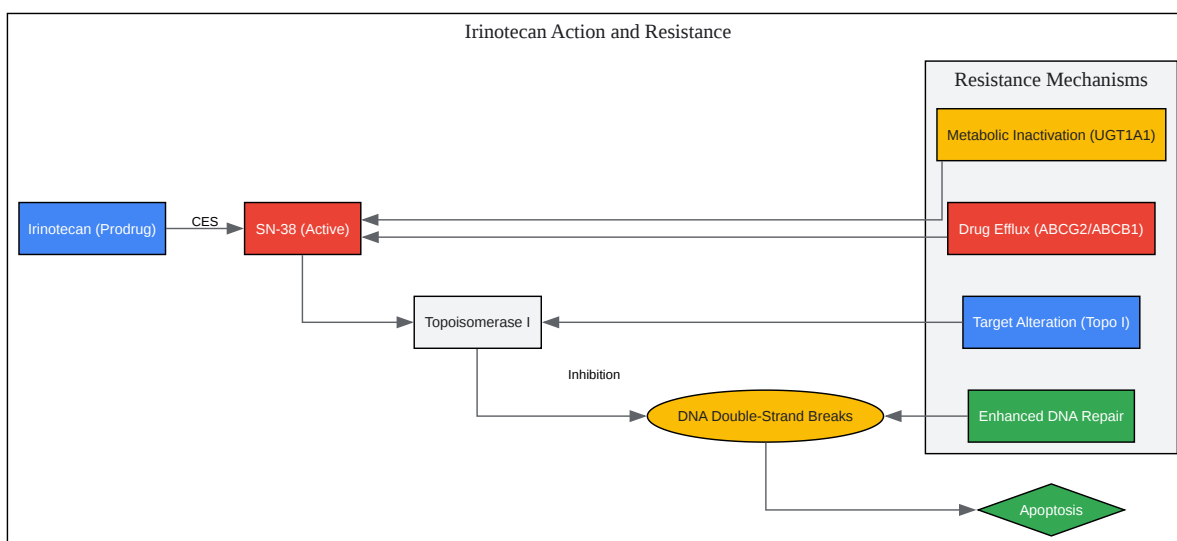 Irinotecan Action and Resistance
Resistance Mechanisms
Metabolic Inactivation (UGT1A1)
Irinotecan (Prodrug)
CES
SN-38 (Active)
Drug Efflux (ABCG2/ABCB1)
Topoisomerase I
Target Alteration (Topo I)
Inhibition
DNA Double-Strand Breaks
Enhanced DNA Repair
Apoptosis